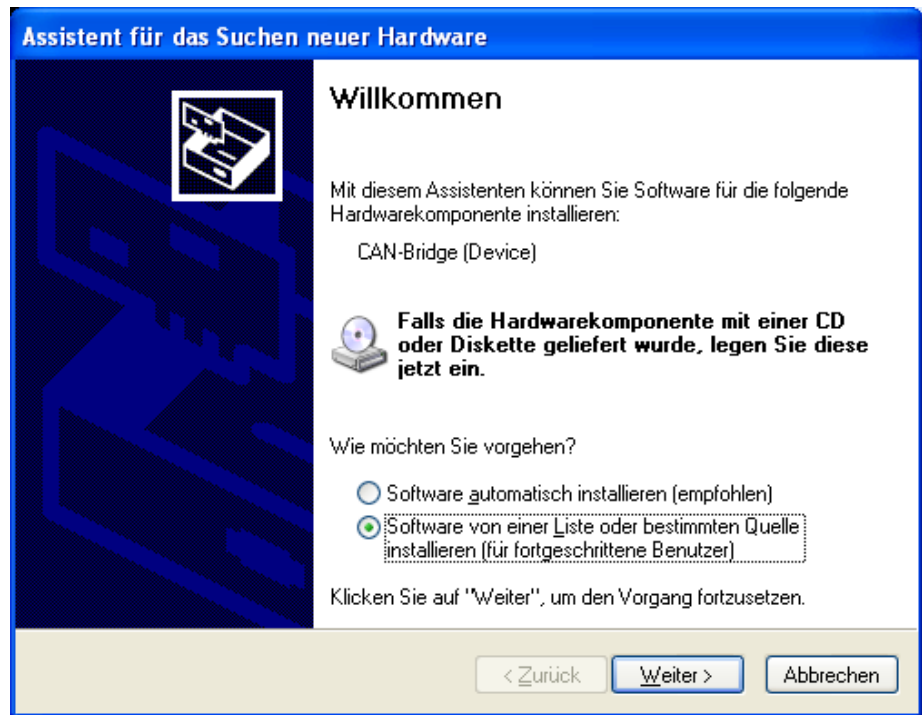 Assistent für das Suchen neuer Hardware
Willkommen
Mit diesem Assistenten können Sie Software für die folgende
Hardwarekomponente installieren:
CAN-Bridge (Device)
Falls die Hardwarekomponente mit einer CD
oder Diskette geliefert wurde, legen Sie diese
jetzt ein.
Wie möchten Sie vorgehen?
Software automatisch installieren (empfohlen)
Software von einer Liste oder bestimmten Quelle
installieren (für fortgeschrittene Benutzer)
Klicken Sie auf "Weiter", um den Vorgang fortzusetzen.
< Zurück Weiter > Abbrechen